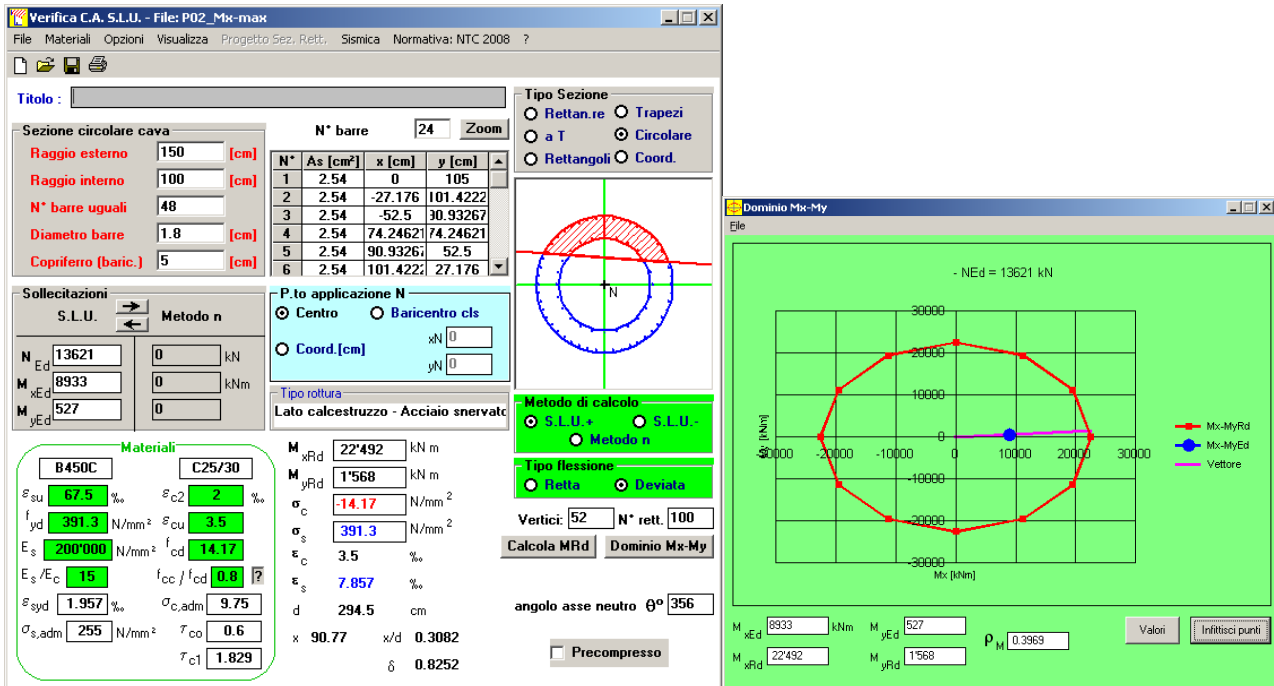 Verifica C.A. S.L.U. - File: P02_Mx-max
File Materiali Opzioni Visualizza Progetto Sez. Rett. Sismica Normativa: NTC 2008 ?
Titolo :
Sezione circolare cava
Raggio esterno 150 [cm]
Raggio interno 100 [cm]
N° barre uguali 48
Diametro barre 1.8 [cm]
Copriferro (baric.) 5 [cm]
N° barre 24 Zoom
N° As [cm²] x [cm] y [cm]
1 2.54 0 105
2 2.54 -27.176 101.4222
3 2.54 -52.5
4 2.54 74.24621 74.24621
5 2.54 52.5
6 2.54 27.176
Tipo Sezione
Rettan.re Trapezi
a T Circolare
Rettangoli Coord.
N
Sollecitazioni
S.L.U. Metodo n
N Ed 13621 0 kN
M xEd 8933 0 kNm
M yEd 527 0
P.to applicazione N
Centro Baricentro cls
Coord.[cm] xN 0
yN 0
Tipo rottura
Lato calcestruzzo - Acciaio snervato
Metodo di calcolo
S.L.U.+ S.L.U.-
Metodo n
Tipo flessione
Retta Deviata
Vertici: 52 N° rett. 100
Calcola MRd Dominio Mx-My
angolo asse neutro θ° 356
Precompresso
Materiali
B450C C25/30
εsu 67.5 ‰ εc2 2 ‰
fyd 391.3 N/mm² εcu 3.5
Es 200'000 N/mm² fcd 14.17
Es /Ec 15 fcc / fcd 0.8 ?
εsyd 1.957 ‰ σc,adm 9.75
σs,adm 255 N/mm² τco 0.6
τc1 1.829
M xRd 22'492 kN m
M yRd 1'568 kN m
σc -14.17 N/mm²
σs 391.3 N/mm²
εc 3.5 ‰
εs 7.857 ‰
d 294.5 cm
x 90.77 x/d 0.3082
δ 0.8252
Dominio Mx-My
File
- NEd = 13621 kN
30000
20000
10000
0
-10000
-20000
-30000
-30000 -20000 -10000 0 10000 20000 30000
My [kNm]
Mx [kNm]
Mx-MyRd
Mx-MyEd
Vettore
M xEd 8933 kNm M yEd 527
M xRd 22'492 M yRd 1'568
ρM 0.3969
Valori Infittisci punti